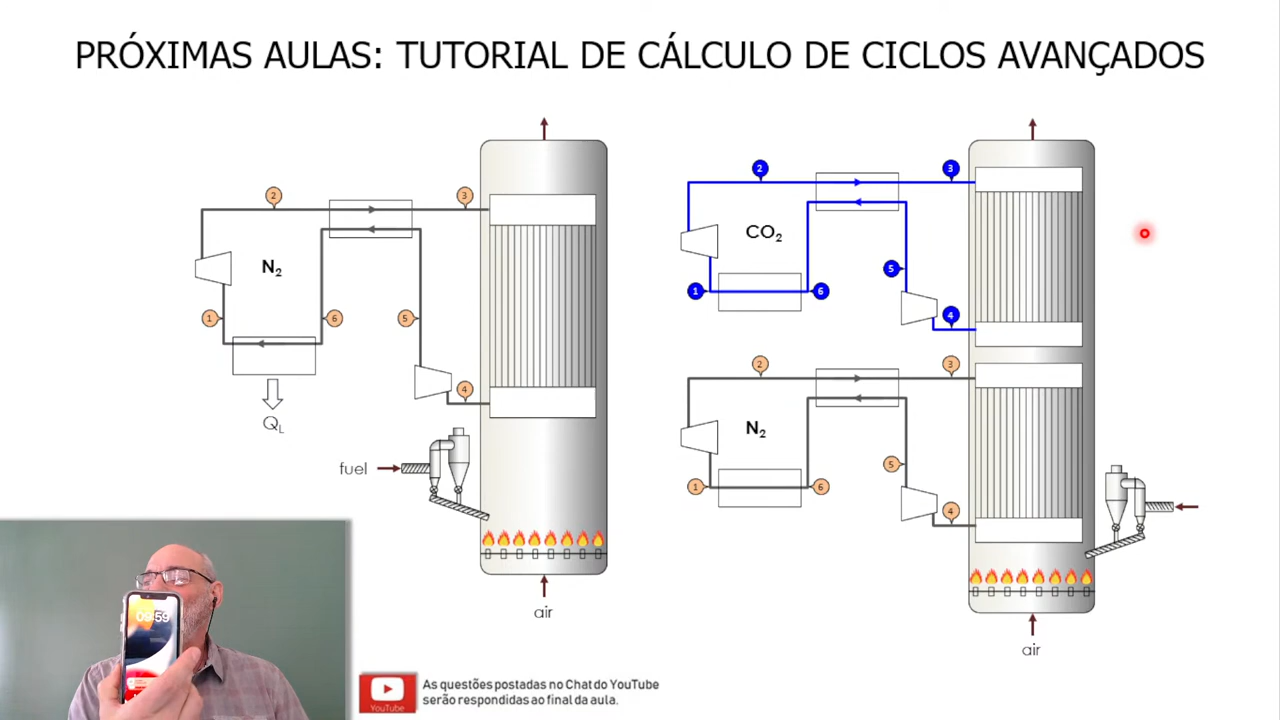 PRÓXIMAS AULAS: TUTORIAL DE CÁLCULO DE CICLOS AVANÇADOS
2
3
N2
1
6
5
4
QL
fuel
air
2
3
CO2
1
6
5
4
2
3
N2
1
6
5
4
air
09:59
YouTube
As questões postadas no Chat do YouTube
serão respondidas ao final da aula.